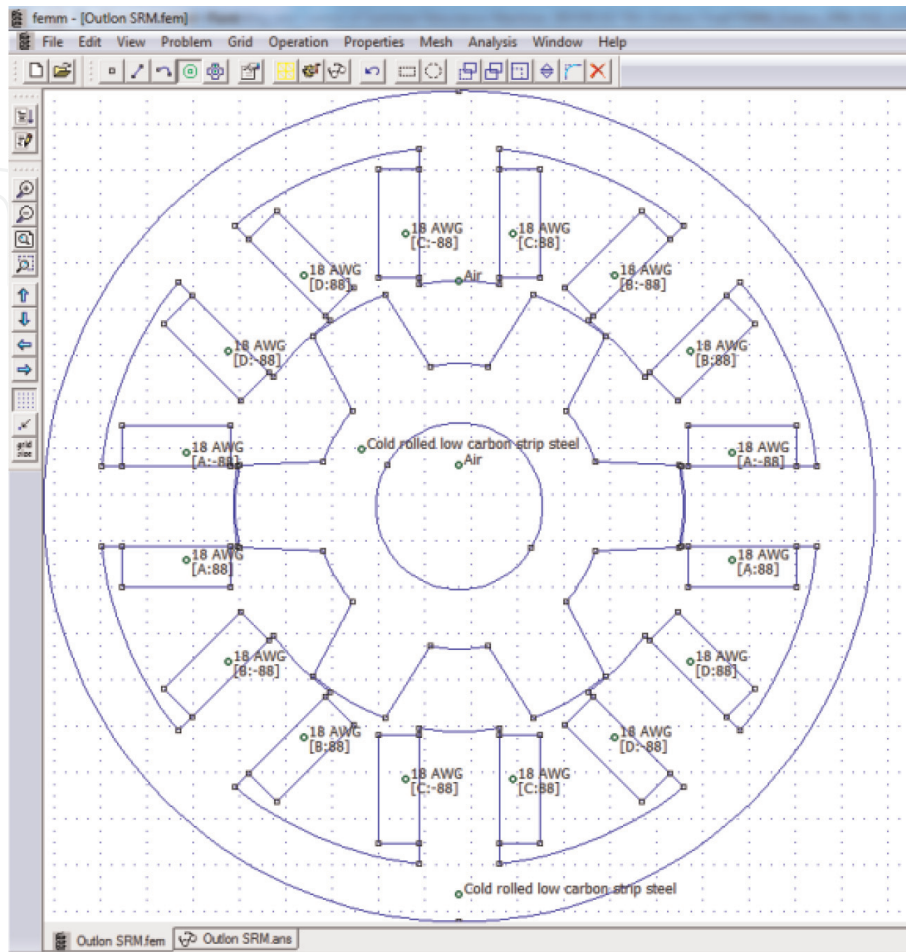 femm - [Outlon SRM.fem]
File Edit View Problem Grid Operation Properties Mesh Analysis Window Help
18 AWG
[C:-88]
18 AWG
[C:88]
18 AWG
[D:88]
Air
18 AWG
[B:-88]
18 AWG
[D:-88]
18 AWG
[B:88]
18 AWG
[A:-88]
Cold rolled low carbon strip steel
Air
18 AWG
[A:-88]
18 AWG
[A:88]
18 AWG
[A:88]
18 AWG
[B:-88]
18 AWG
[D:88]
18 AWG
[B:88]
18 AWG
[D:-88]
18 AWG
[C:-88]
18 AWG
[C:88]
Cold rolled low carbon strip steel
grid
size
Outlon SRM.fem
Outlon SRM.ans